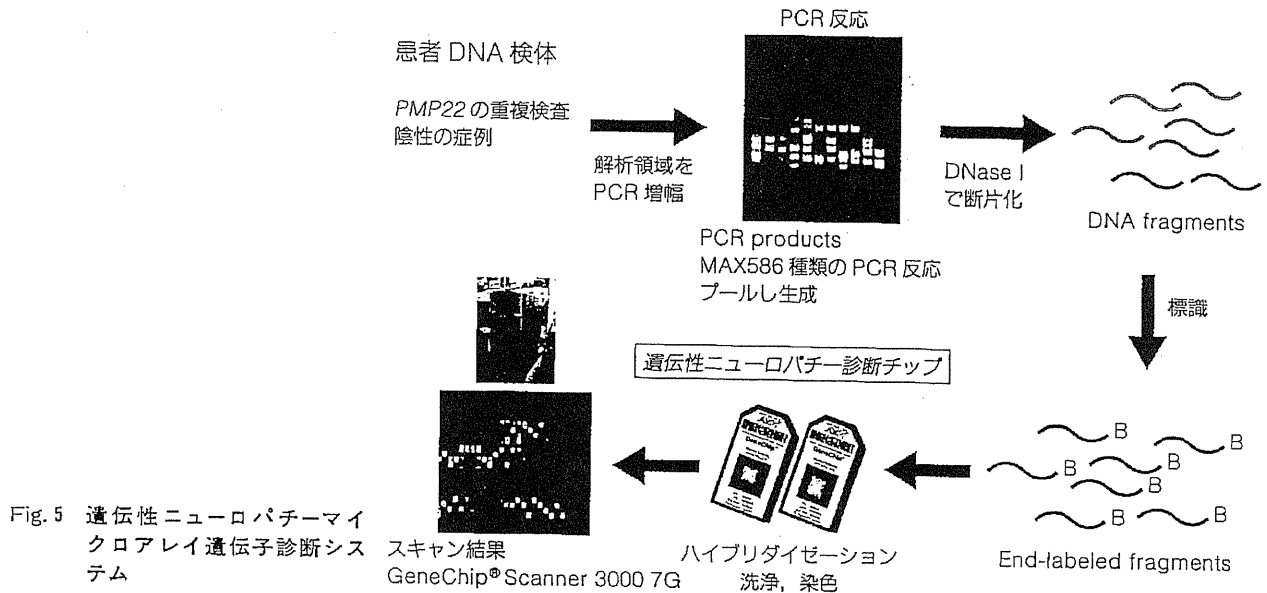 PCR 反応
患者 DNA 検体
PMP22 の重複検査
陰性の症例
解析領域を
PCR 増幅
DNase I
で断片化
DNA fragments
PCR products
MAX586 種類の PCR 反応
プールし生成
標識
遺伝性ニューロパチー診断チップ
GeneChip
GeneChip
B
B
B
B
B
B
B
End-labeled fragments
ハイブリダイゼーション
洗浄，染色
スキャン結果
GeneChip® Scanner 3000 7G
Fig. 5 遺伝性ニューロパチーマイ
クロアレイ遺伝子診断シス
テム